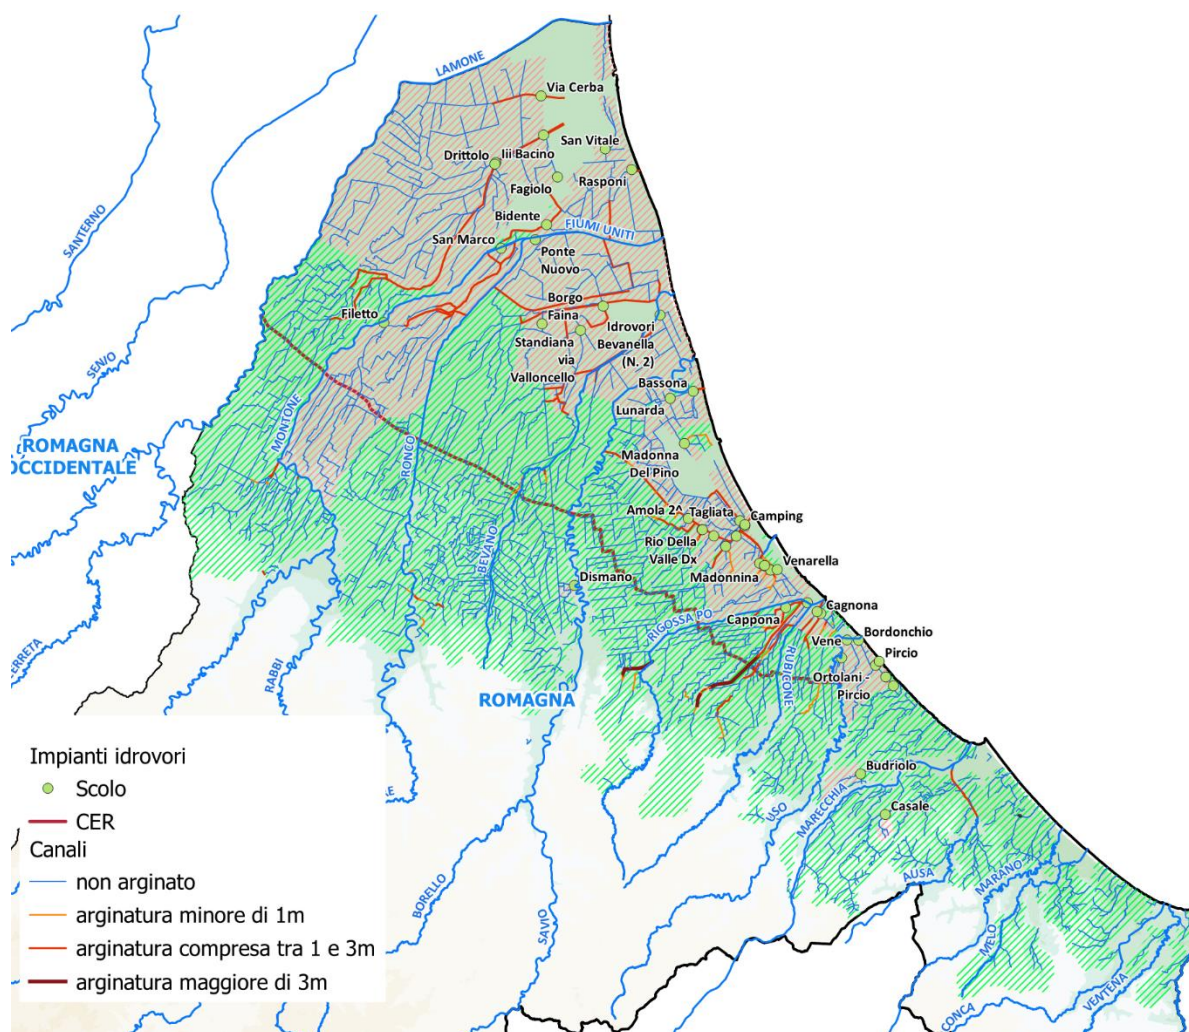 LAMONE
Via Cerba
San Vitale
Drittolo
Iii Bacino
Fagiolo
Rasponi
Bidente
FIUMI UNITI
San Marco
Ponte
Nuovo
SANTERNO
SENIO
Filetto
Borgo
Faina
Standiana
via
Valloncello
Idrovori
Bevanella
(N. 2)
Bassona
Lunarda
MONTONE
RONCO
ROMAGNA
OCCIDENTALE
Madonna
Del Pino
BEVANO
Amola 2^
Tagliata
Camping
Rio Della
Valle Dx
Venarella
Madonnina
Dismano
RIGOSSA PO
Cappona
Cagnona
Vene
Bordonchio
Pircio
RUBICONE
Ortolani -
Pircio
ERRETA
RABBI
ROMAGNA
Impianti idrovori
Scolo
CER
Canali
non arginato
arginatura minore di 1m
arginatura compresa tra 1 e 3m
arginatura maggiore di 3m
Budriolo
USO
MARECCHIA
Casale
BORELLO
SAVIO
AUSA
MARANO
MELO
CONCA
VENTENA